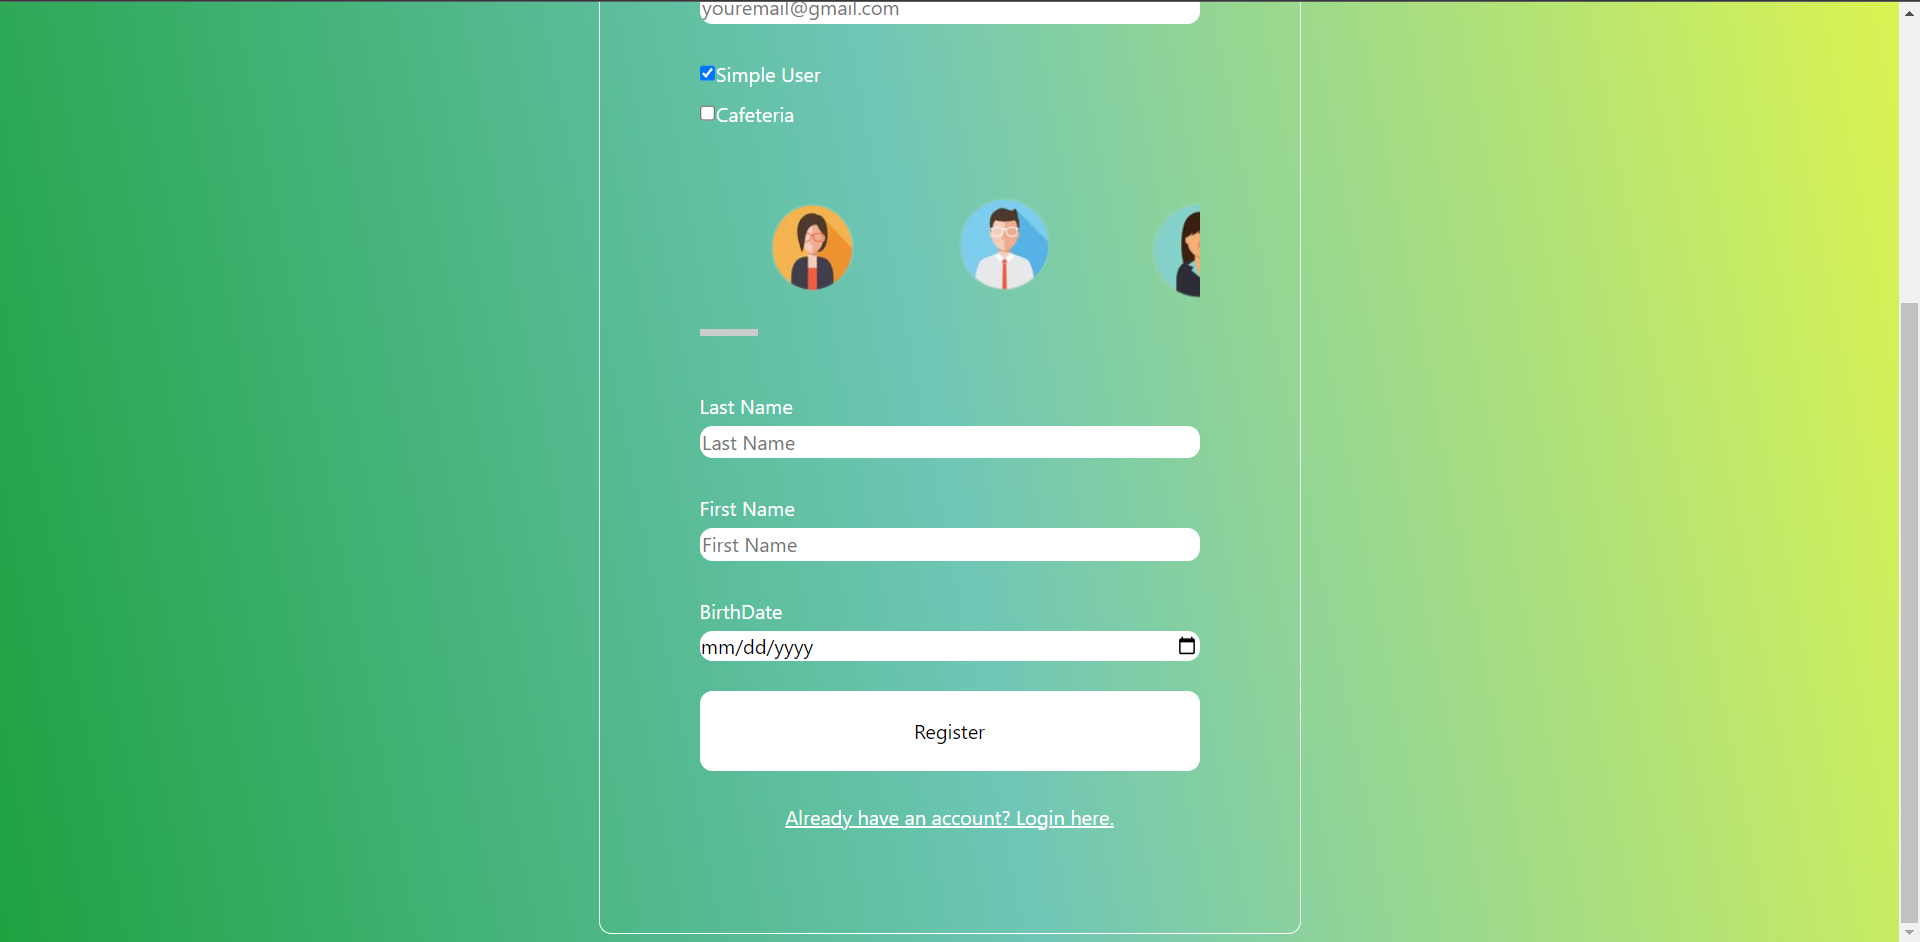 youremail@gmail.com
Simple User
Cafeteria
Last Name
Last Name
First Name
First Name
BirthDate
mm/dd/yyyy
Register
Already have an account? Login here.